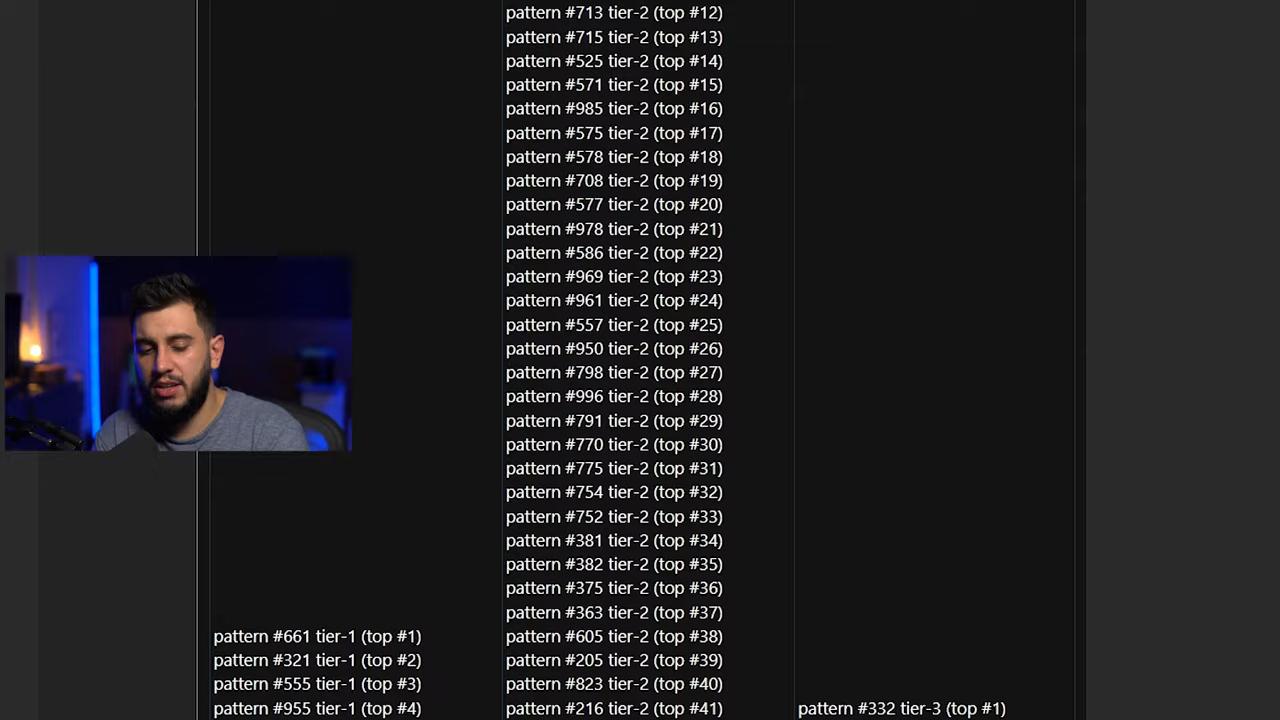 pattern #713 tier-2 (top #12)
pattern #715 tier-2 (top #13)
pattern #525 tier-2 (top #14)
pattern #571 tier-2 (top #15)
pattern #985 tier-2 (top #16)
pattern #575 tier-2 (top #17)
pattern #578 tier-2 (top #18)
pattern #708 tier-2 (top #19)
pattern #577 tier-2 (top #20)
pattern #978 tier-2 (top #21)
pattern #586 tier-2 (top #22)
pattern #969 tier-2 (top #23)
pattern #961 tier-2 (top #24)
pattern #557 tier-2 (top #25)
pattern #950 tier-2 (top #26)
pattern #798 tier-2 (top #27)
pattern #996 tier-2 (top #28)
pattern #791 tier-2 (top #29)
pattern #770 tier-2 (top #30)
pattern #775 tier-2 (top #31)
pattern #754 tier-2 (top #32)
pattern #752 tier-2 (top #33)
pattern #381 tier-2 (top #34)
pattern #382 tier-2 (top #35)
pattern #375 tier-2 (top #36)
pattern #363 tier-2 (top #37)
pattern #661 tier-1 (top #1) pattern #605 tier-2 (top #38)
pattern #321 tier-1 (top #2) pattern #205 tier-2 (top #39)
pattern #555 tier-1 (top #3) pattern #823 tier-2 (top #40)
pattern #955 tier-1 (top #4) pattern #216 tier-2 (top #41) pattern #332 tier-3 (top #1)